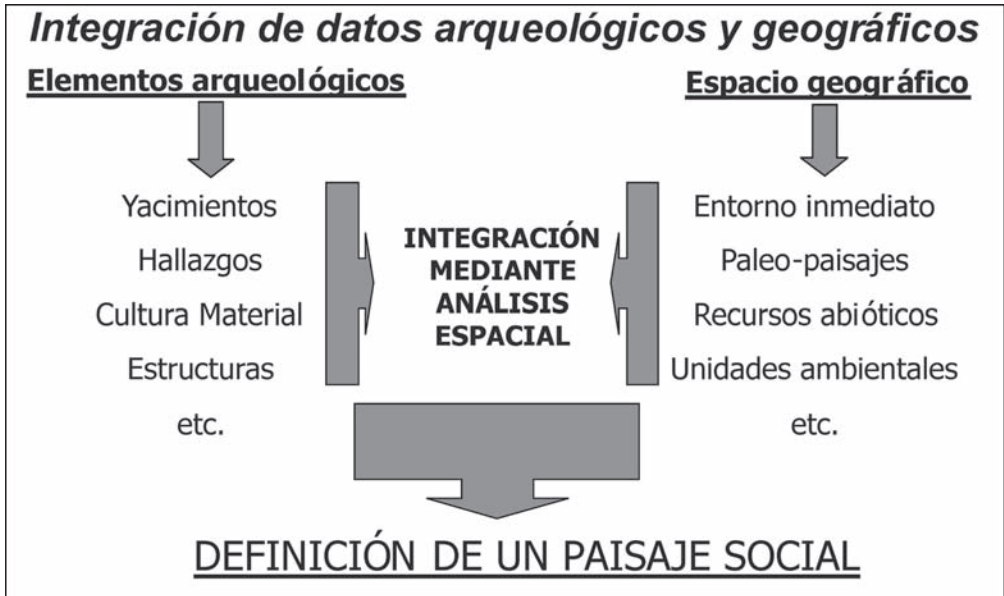 Integración de datos arqueológicos y geográficos
Elementos arqueológicos
Yacimientos
Hallazgos
Cultura Material
Estructuras
etc.
INTEGRACIÓN
MEDIANTE
ANÁLISIS
ESPACIAL
Espacio geográfico
Entorno inmediato
Paleo-paisajes
Recursos abióticos
Unidades ambientales
etc.
DEFINICIÓN DE UN PAISAJE SOCIAL